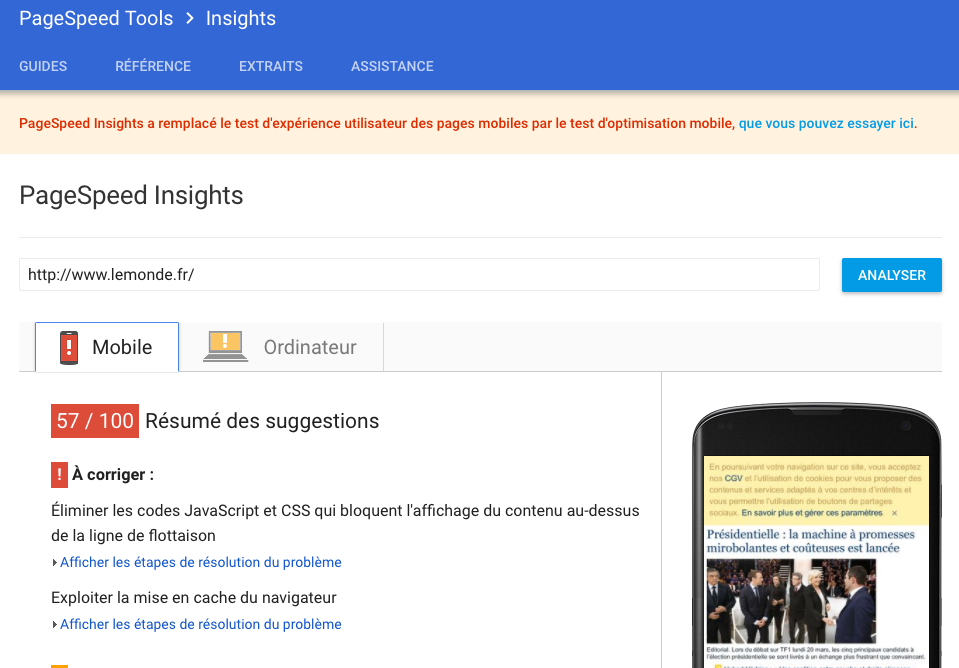 PageSpeed Tools > Insights
GUIDES RÉFÉRENCE EXTRAITS ASSISTANCE
PageSpeed Insights a remplacé le test d'expérience utilisateur des pages mobiles par le test d'optimisation mobile, que vous pouvez essayer ici.
PageSpeed Insights
http://www.lemonde.fr/
ANALYSER
Mobile Ordinateur
57 / 100 Résumé des suggestions
! À corriger :
Éliminer les codes JavaScript et CSS qui bloquent l'affichage du contenu au-dessus
de la ligne de flottaison
Afficher les étapes de résolution du problème
Exploiter la mise en cache du navigateur
Afficher les étapes de résolution du problème
En poursuivant votre navigation sur ce site, vous acceptez
nos CGV et l'utilisation de cookies pour vous proposer des
contenus et services adaptés à vos centres d'intérêts et
vous permettre l'utilisation de boutons de partages
sociaux. En savoir plus et gérer ces paramètres. ×
Présidentielle : la machine à promesses
mirobolantes et coûteuses est lancée
Editorial. Lors du débat sur TF1 lundi 20 mars, les cinq principaux candidats à
l'élection présidentielle se sont livrés à un échange plus frustrant que convaincant.